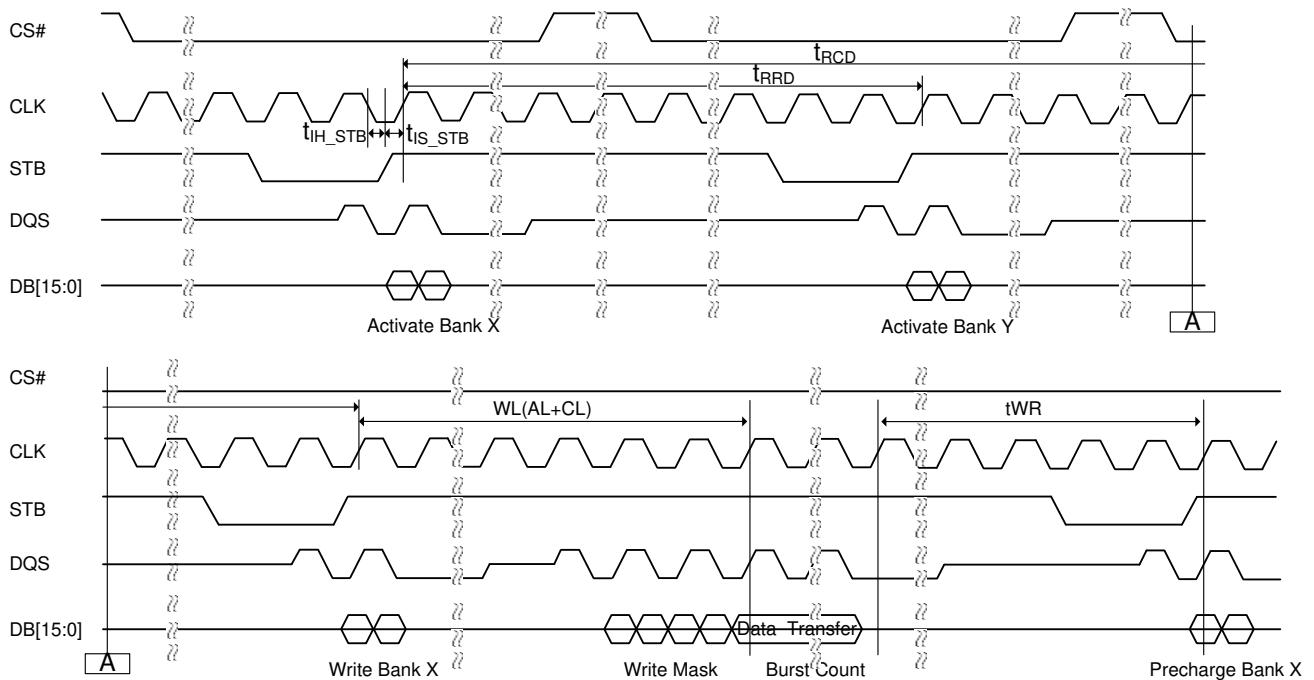 CS#
tRCD
tRRD
CLK
tIH_STB tIS_STB
STB
DQS
DB[15:0]
Activate Bank X Activate Bank Y A
CS#
WL(AL+CL) tWR
CLK
STB
DQS
DB[15:0] Data Transfer
A Write Bank X Write Mask Burst Count Precharge Bank X